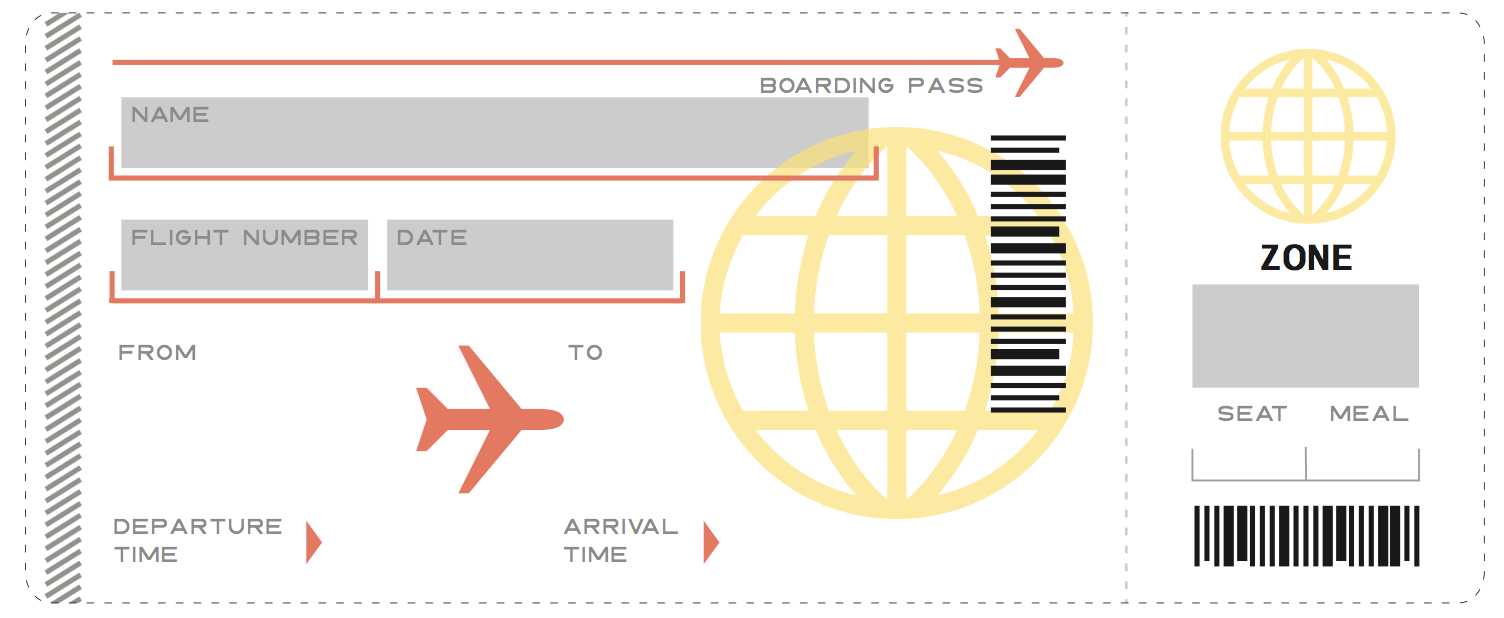 BOARDING PASS
NAME
FLIGHT NUMBER
DATE
FROM
TO
DEPARTURE
TIME
ARRIVAL
TIME
ZONE
SEAT
MEAL